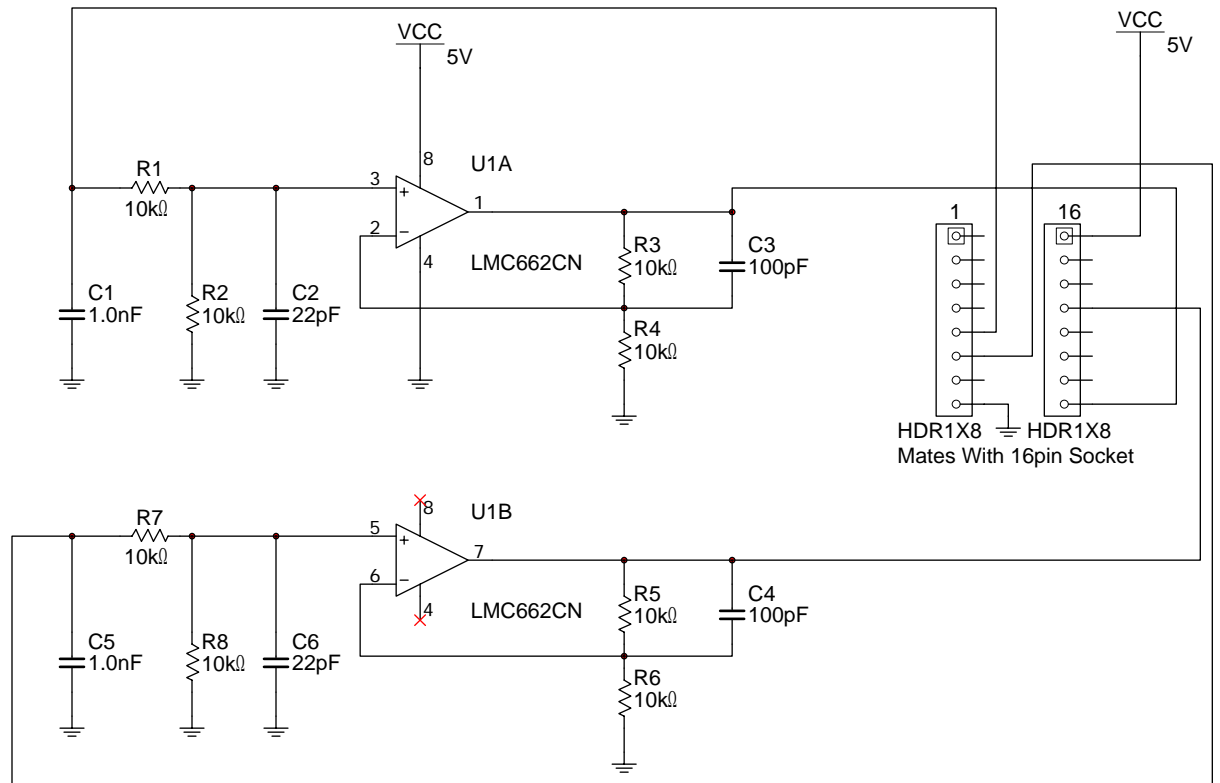 VCC
5V
VCC
5V
R1
10kΩ
8
U1A
3
1
2
4
LMC662CN
R3
10kΩ
C3
100pF
1
16
C1
1.0nF
R2
10kΩ
C2
22pF
R4
10kΩ
HDR1X8
HDR1X8
Mates With 16pin Socket
R7
10kΩ
8
U1B
5
7
6
4
LMC662CN
R5
10kΩ
C4
100pF
C5
1.0nF
R8
10kΩ
C6
22pF
R6
10kΩ